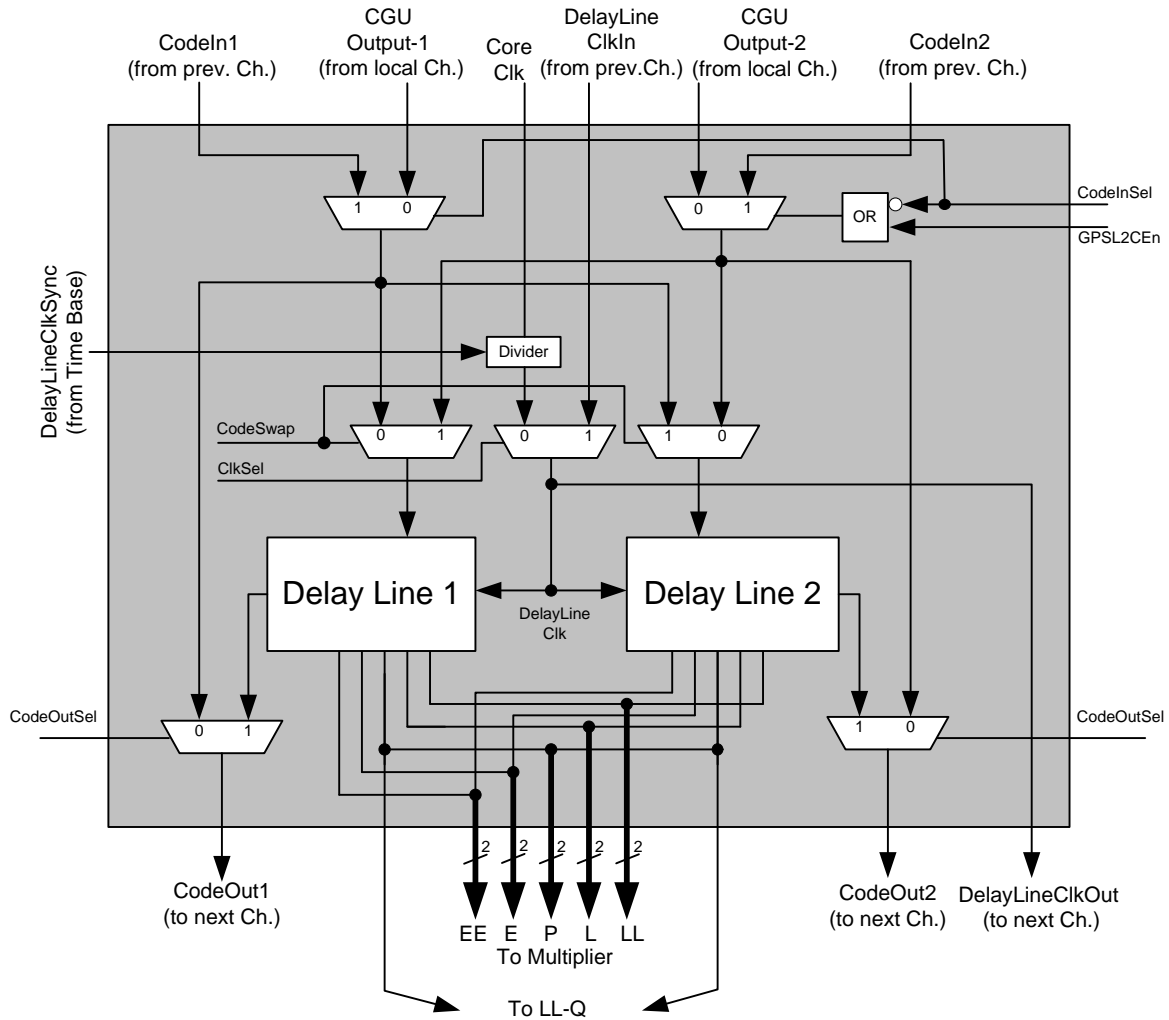 CodeIn1
(from prev. Ch.)
CGU
Output-1
(from local Ch.)
Core
Clk
DelayLine
ClkIn
(from prev.Ch.)
CGU
Output-2
(from local Ch.)
CodeIn2
(from prev. Ch.)
1 0
0 1
OR
CodeInSel
GPSL2CEn
DelayLineClkSync
(from Time Base)
Divider
CodeSwap
ClkSel
0 1
0 1
1 0
Delay Line 1
DelayLine
Clk
Delay Line 2
CodeOutSel
0 1
1 0
CodeOutSel
2 2 2 2 2
CodeOut1
(to next Ch.)
EE E P L LL
To Multiplier
CodeOut2
(to next Ch.)
DelayLineClkOut
(to next Ch.)
To LL-Q